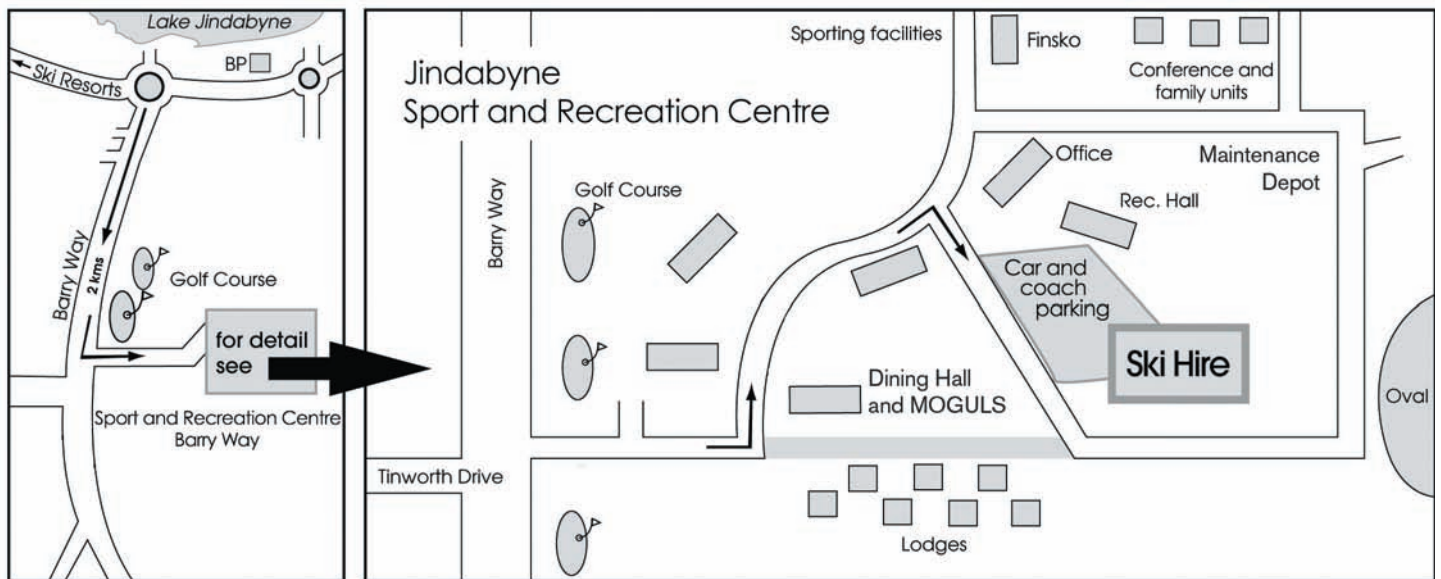 Lake Jindabyne
BP
Ski Resorts
Barry Way
2 kms
Golf Course
for detail
see
Sport and Recreation Centre
Barry Way
Jindabyne
Sport and Recreation Centre
Sporting facilities
Finsko
Conference and
family units
Barry Way
Golf Course
Office
Maintenance
Depot
Rec. Hall
Car and
coach
parking
Ski Hire
Dining Hall
and MOGULS
Oval
Tinworth Drive
Lodges